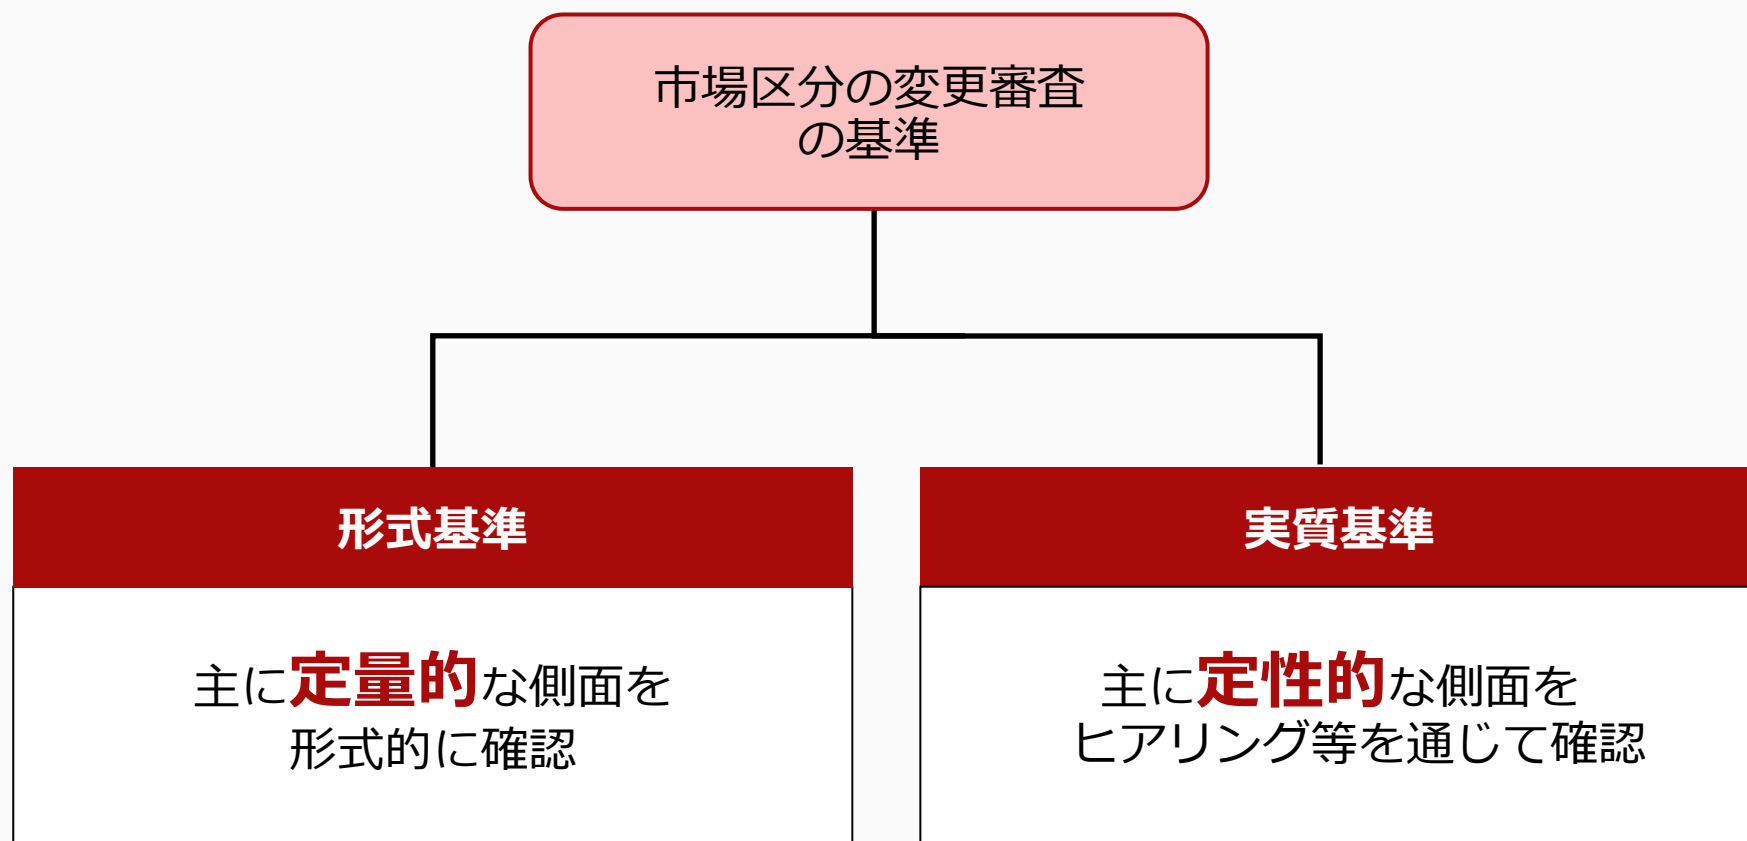 市場区分の変更審査
の基準
形式基準
主に定量的な側面を
形式的に確認
実質基準
主に定性的な側面を
ヒアリング等を通じて確認